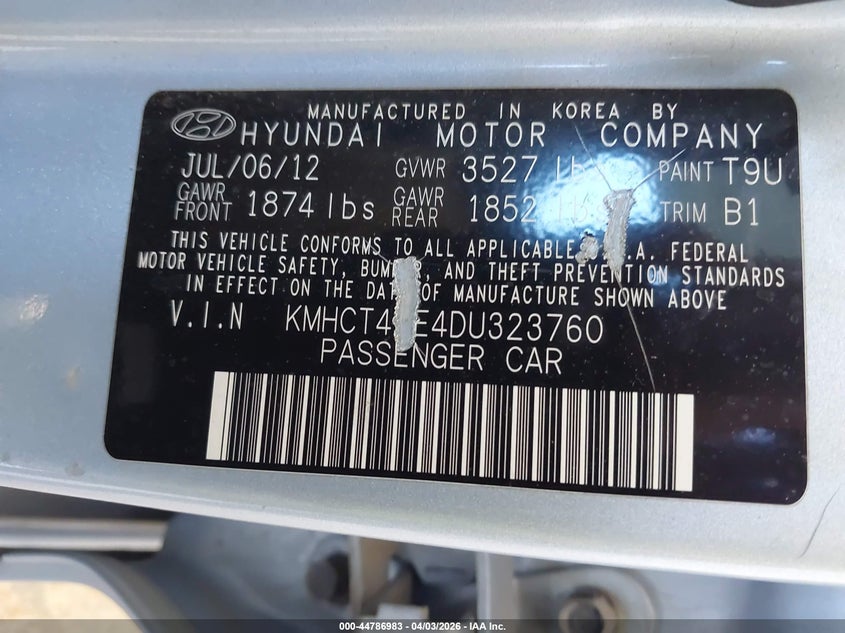 MANUFACTURED IN KOREA BY
HYUNDAI MOTOR COMPANY
JUL/06/12 GVWR 3527 PAINT T9U
GAWR FRONT 1874 lbs GAWR REAR 1852 TRIM B1
THIS VEHICLE CONFORMS TO ALL APPLICABLE FEDERAL
MOTOR VEHICLE SAFETY, AND THEFT PREVENTION STANDARDS
IN EFFECT ON THE OF MANUFACTURE SHOWN ABOVE
V.I.N
PASSENGER CAR
000-44786983 - 04/03/2026 - IAA Inc.